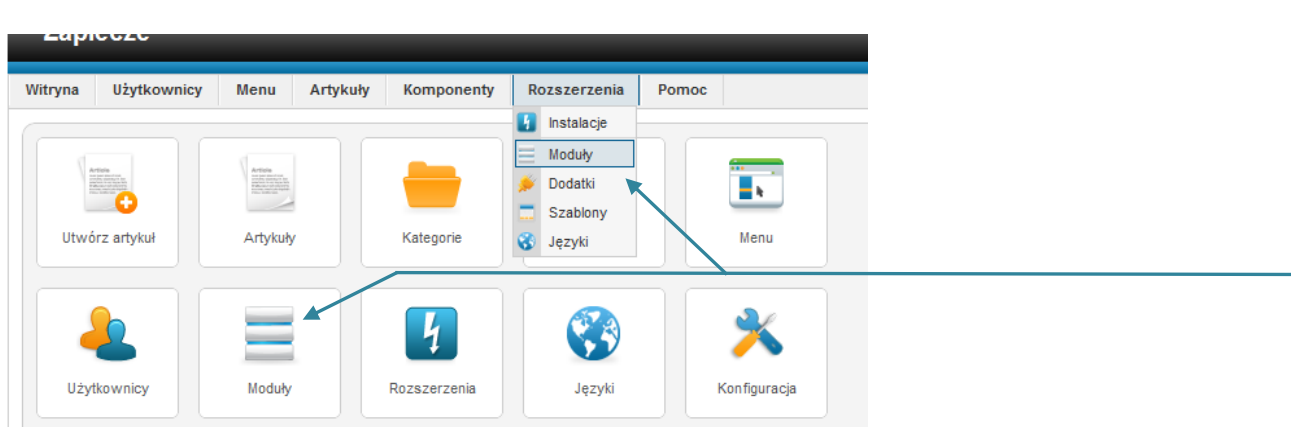 Zaplecze
Witryna Użytkownicy Menu Artykuły Komponenty Rozszerzenia Pomoc
Instalacje
Moduły
Dodatki
Szablony
Języki
Utwórz artykuł Artykuły Kategorie Menu
Użytkownicy Moduły Rozszerzenia Języki Konfiguracja